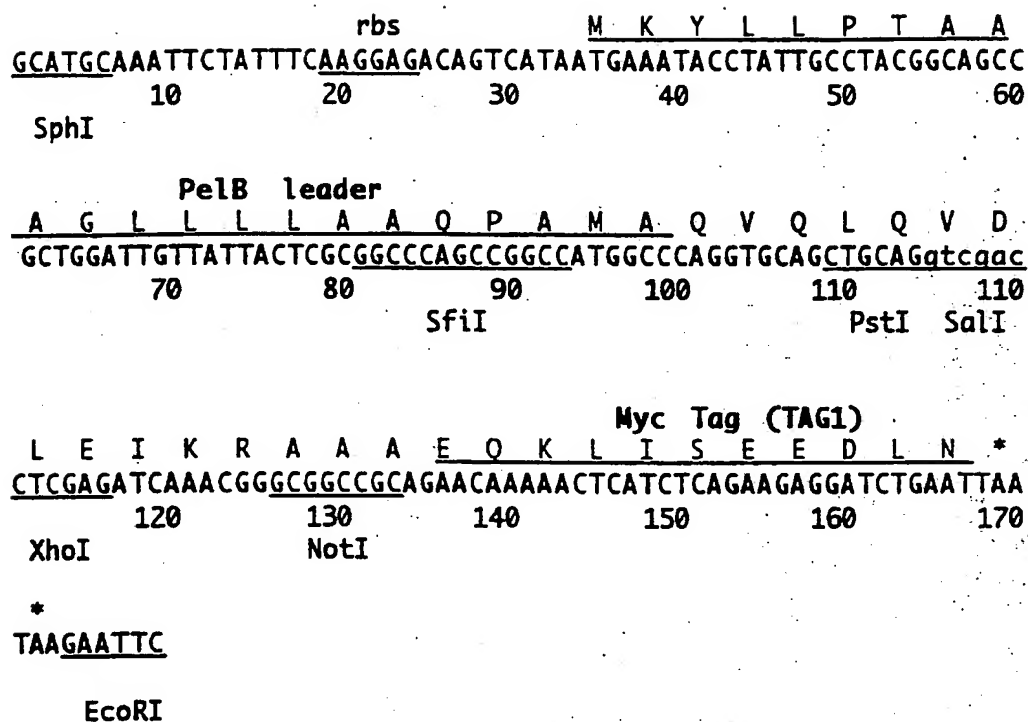 rbs
M K Y L L P T A A
GCATGCAAATTCTATTTCAAGGAGACAGTCATAATGAAATACCTATTGCCTACGGCAGCC
10 20 30 40 50 60
SphI
PelB leader
A G L L L L A A Q P A M A Q V Q L Q V D
GCTGGATTGTTATTACTCGCGGCCCAGCCGGCCATGGCCCAGGTGCAGCTGCAGgtcgac
70 80 90 100 110 110
SfiI PstI SalI
Myc Tag (TAG1)
L E I K R A A A E Q K L I S E E D L N *
CTCGAGATCAAACGGGCGGCCGCAGAACAAAAACTCATCTCAGAAGAGGATCTGAATTAA
120 130 140 150 160 170
XhoI NotI
*
TAAGAATTC
EcoRI